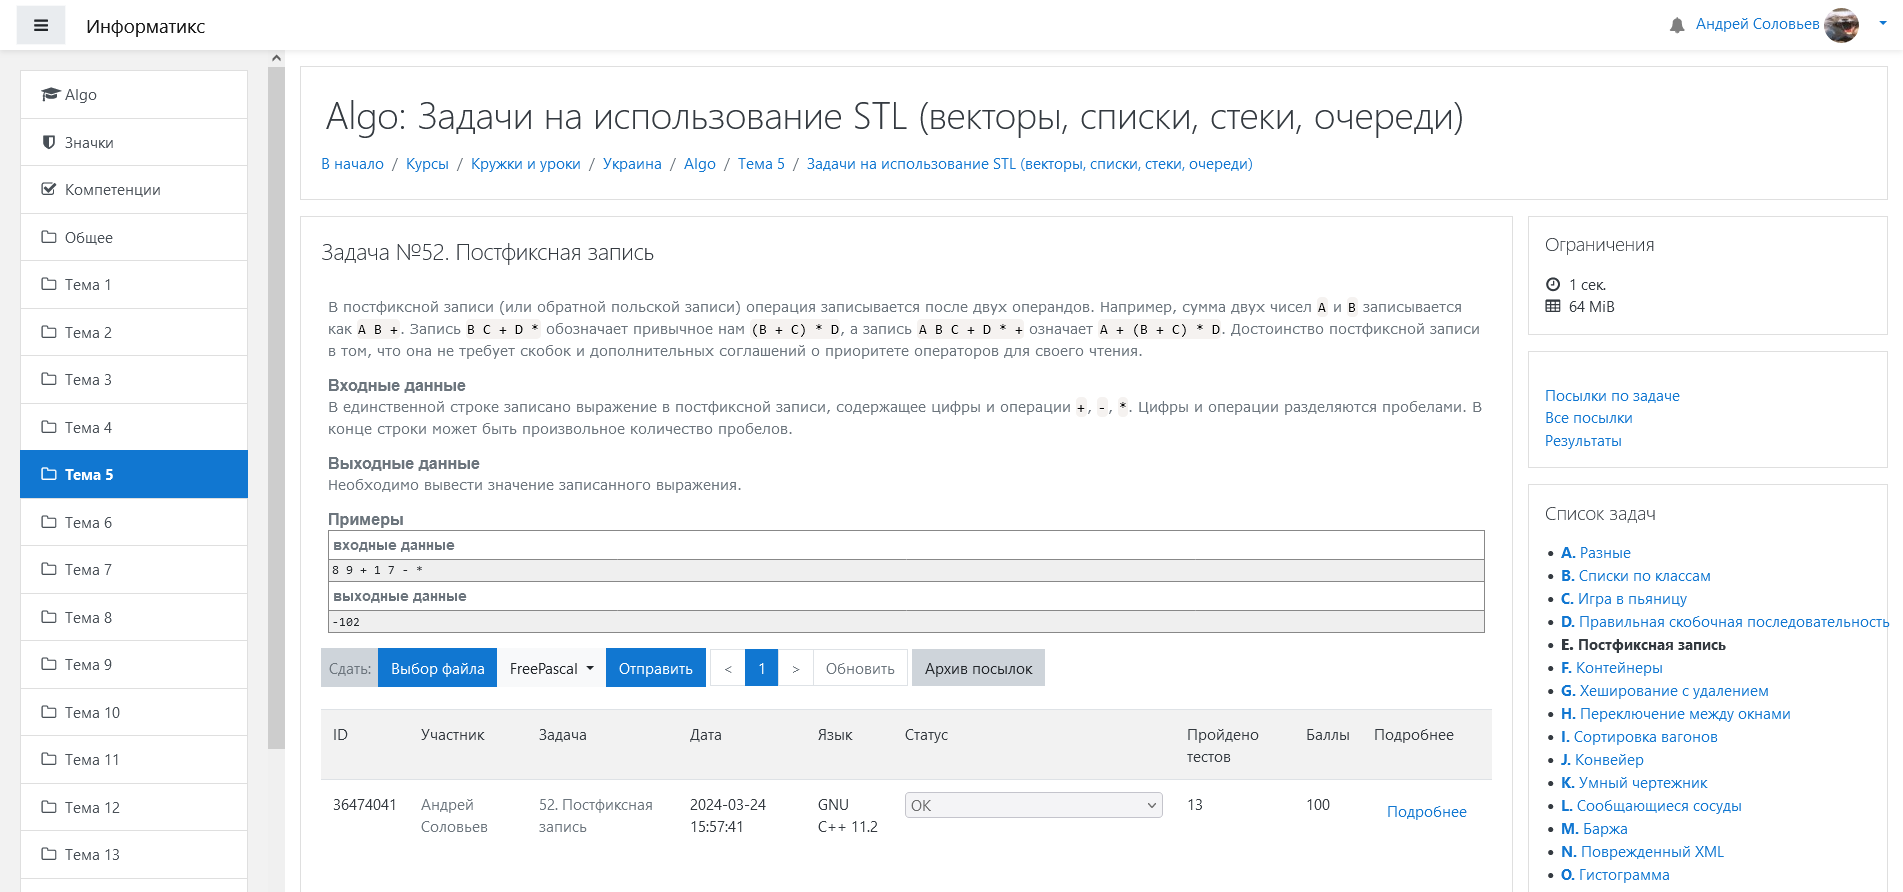 Информатикс
Андрей Соловьев
Algo
Значки
Компетенции
Общее
Тема 1
Тема 2
Тема 3
Тема 4
Тема 5
Тема 6
Тема 7
Тема 8
Тема 9
Тема 10
Тема 11
Тема 12
Тема 13
Algo: Задачи на использование STL (векторы, списки, стеки, очереди)
В начало / Курсы / Кружки и уроки / Украина / Algo / Тема 5 / Задачи на использование STL (векторы, списки, стеки, очереди)
Задача №52. Постфиксная запись
В постфиксной записи (или обратной польской записи) операция записывается после двух операндов. Например, сумма двух чисел A и B записывается
как A B +. Запись B C + D * обозначает привычное нам (B + C) * D, а запись A B C + D * + означает A + (B + C) * D. Достоинство постфиксной записи
в том, что она не требует скобок и дополнительных соглашений о приоритете операторов для своего чтения.
Входные данные
В единственной строке записано выражение в постфиксной записи, содержащее цифры и операции +, -, *. Цифры и операции разделяются пробелами. В
конце строки может быть произвольное количество пробелов.
Выходные данные
Необходимо вывести значение записанного выражения.
Примеры
входные данные
8 9 + 1 7 - *
выходные данные
-102
Сдать: Выбор файла FreePascal Отправить < 1 > Обновить Архив посылок
ID Участник Задача Дата Язык Статус Пройдено Баллы Подробнее
тестов
36474041 Андрей 52. Постфиксная 2024-03-24 GNU OK 13 100 Подробнее
Соловьев запись 15:57:41 C++ 11.2
Ограничения
1 сек.
64 MiB
Посылки по задаче
Все посылки
Результаты
Список задач
A. Разные
B. Списки по классам
C. Игра в пьяницу
D. Правильная скобочная последовательность
E. Постфиксная запись
F. Контейнеры
G. Хеширование с удалением
H. Переключение между окнами
I. Сортировка вагонов
J. Конвейер
K. Умный чертежник
L. Сообщающиеся сосуды
M. Баржа
N. Поврежденный XML
O. Гистограмма